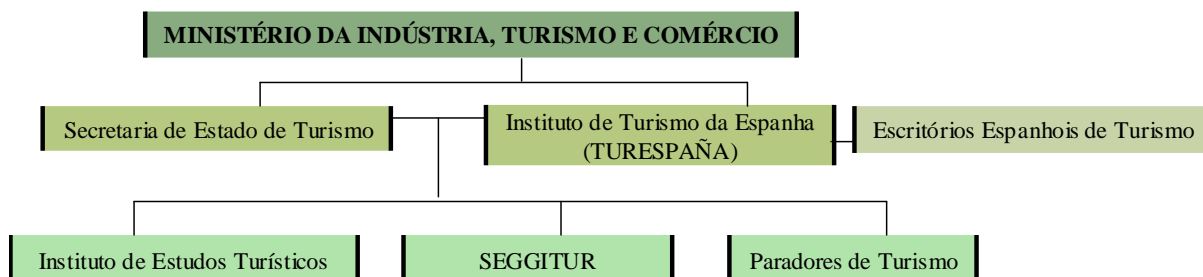 MINISTÉRIO DA INDÚSTRIA, TURISMO E COMÉRCIO
Secretaria de Estado de Turismo
Instituto de Turismo da Espanha
(TURESPAÑA)
Escritórios Espanhois de Turismo
Instituto de Estudos Turísticos
SEGGITUR
Paradores de Turismo